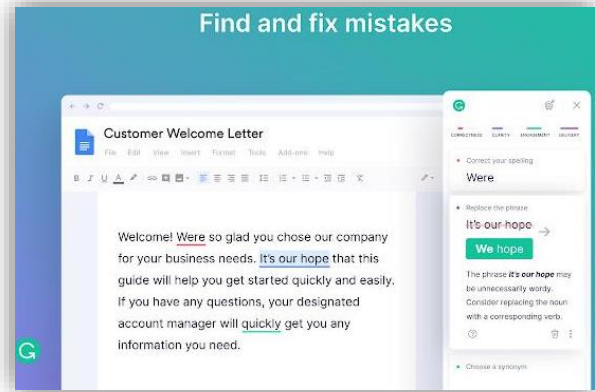 Find and fix mistakes
Customer Welcome Letter
File Edit View Insert Format Tools Add-ons Help
B I U A
Welcome! Were so glad you chose our company
for your business needs. It's our hope that this
guide will help you get started quickly and easily.
If you have any questions, your designated
account manager will quickly get you any
information you need.
CORRECTNESS CLARITY ENGAGEMENT DELIVERY
Correct your spelling
Were
Replace the phrase
It's our hope →
We hope
The phrase it's our hope may
be unnecessarily wordy.
Consider replacing the noun
with a corresponding verb.
Choose a synonym